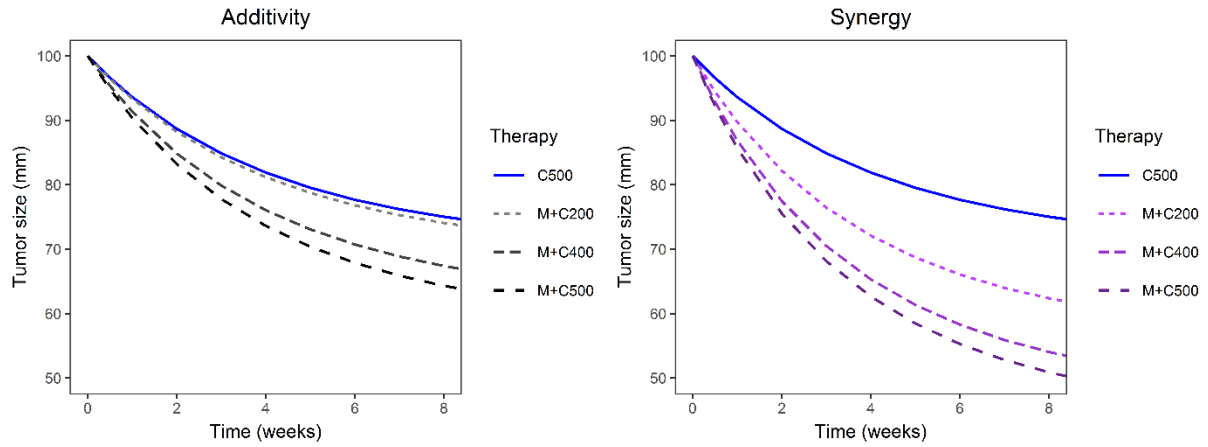 Additivity
Tumor size (mm)
100
90
80
70
60
50
0 2 4 6 8
Time (weeks)
Therapy
C500
M+C200
M+C400
M+C500
Synergy
Tumor size (mm)
100
90
80
70
60
50
0 2 4 6 8
Time (weeks)
Therapy
C500
M+C200
M+C400
M+C500